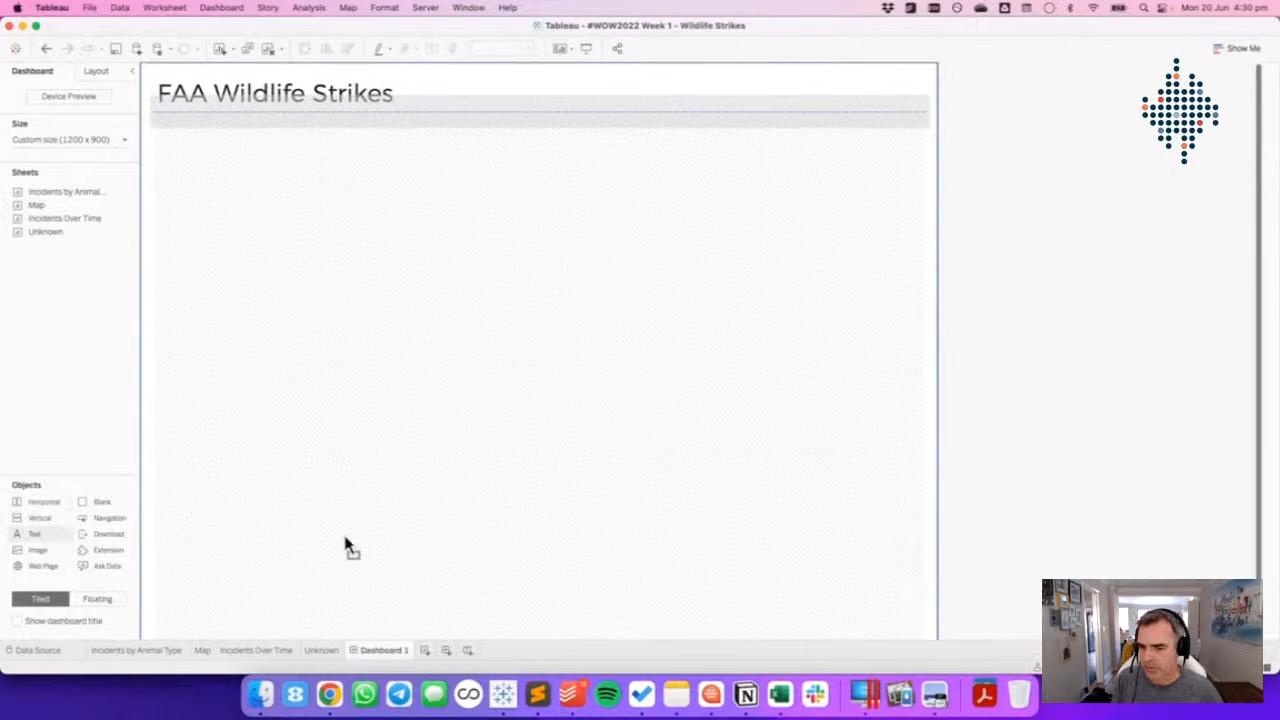 Tableau File Data Worksheet Dashboard Story Analysis Map Format Server Window Help Mon 20 Jun 4:30 pm
Tableau - #WOW2022 Week 1 - Wildlife Strikes
Show Me
Dashboard Layout
Device Preview
Size
Custom size (1200 x 900)
Sheets
Incidents by Animal...
Map
Incidents Over Time
Unknown
FAA Wildlife Strikes
Objects
Horizontal Blank
Vertical Navigation
Text Download
Image Extension
Web Page Ask Data
Tiled Floating
Show dashboard title
Data Source Incidents by Animal Type Map Incidents Over Time Unknown Dashboard 1